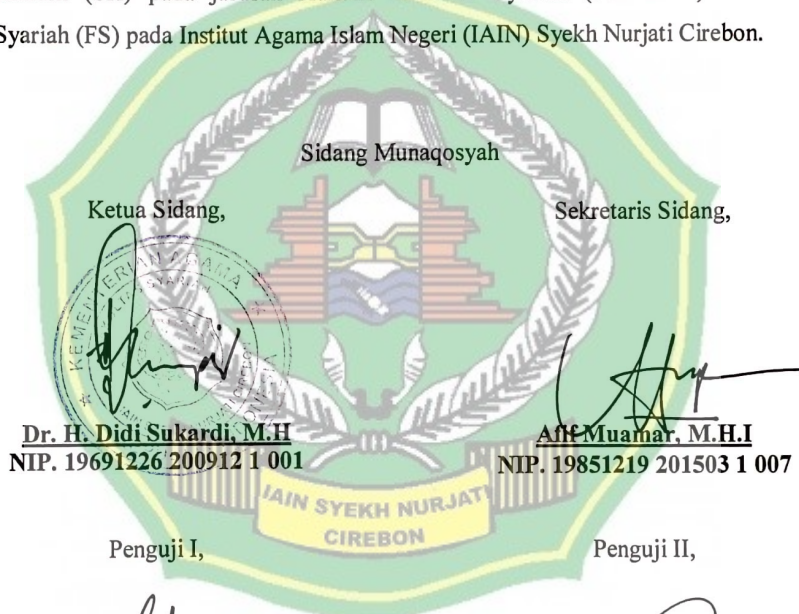 Syariah (FS) pada Institut Agama Islam Negeri (IAIN) Syekh Nurjati Cirebon.
Sidang Munaqosyah
Ketua Sidang,
Sekretaris Sidang,
KEMENTERIAN AGAMA
Dr. H. Didi Sukardi, M.H
NIP. 19691226 200912 1 001
Afif Muamar, M.H.I
NIP. 19851219 201503 1 007
IAIN SYEKH NURJATI
CIREBON
Penguji I,
Penguji II,